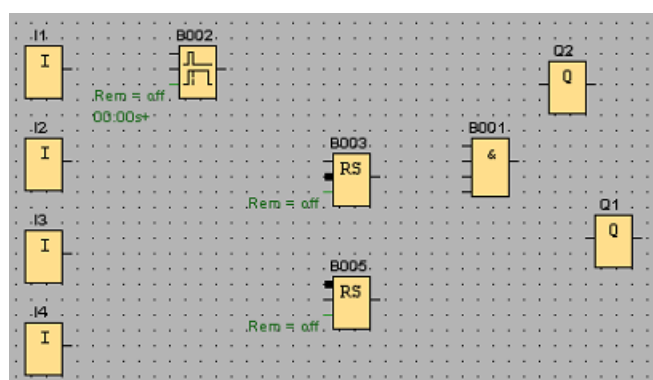 I1
I
B002
Rem = off
00:00s+
Q2
Q
I2
I
B003
RS
Rem = off
B001
&
I3
I
Q1
Q
B005
RS
Rem = off
I4
I